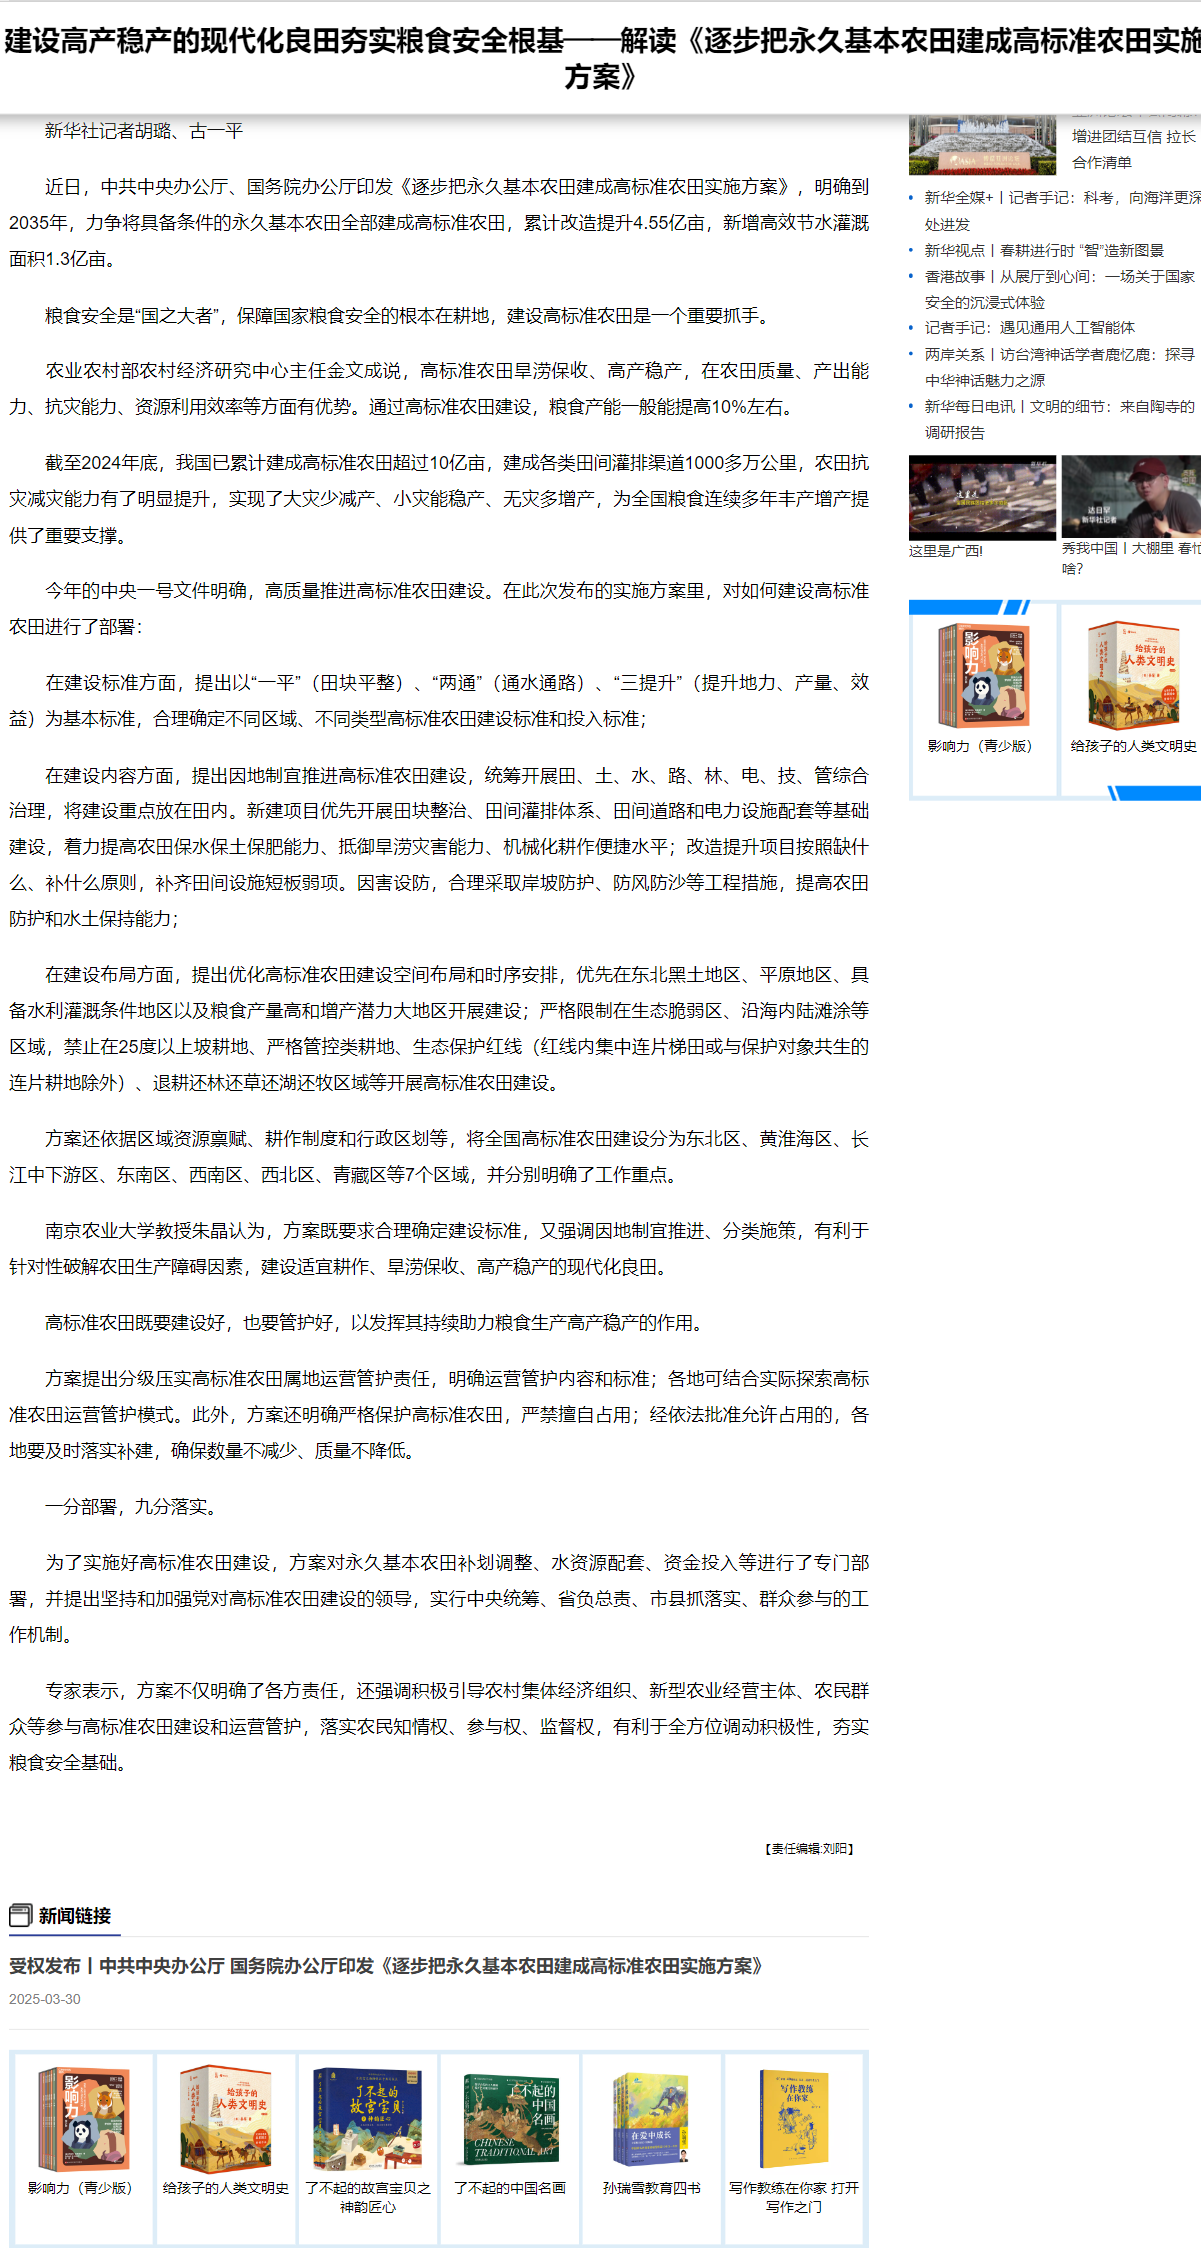 建设高产稳产的现代化良田夯实粮食安全根基——解读《逐步把永久基本农田建成高标准农田实施
方案》
新华社记者胡璐、古一平
近日，中共中央办公厅、国务院办公厅印发《逐步把永久基本农田建成高标准农田实施方案》，明确到
2035年，力争将具备条件的永久基本农田全部建成高标准农田，累计改造提升4.55亿亩，新增高效节水灌溉
面积1.3亿亩。
粮食安全是“国之大者”，保障国家粮食安全的根本在耕地，建设高标准农田是一个重要抓手。
农业农村部农村经济研究中心主任金文成说，高标准农田旱涝保收、高产稳产，在农田质量、产出能
力、抗灾能力、资源利用效率等方面有优势。通过高标准农田建设，粮食产能一般能提高10%左右。
截至2024年底，我国已累计建成高标准农田超过10亿亩，建成各类田间灌排渠道1000多万公里，农田抗
灾减灾能力有了明显提升，实现了大灾少减产、小灾能稳产、无灾多增产，为全国粮食连续多年丰产增产提
供了重要支撑。
今年的中央一号文件明确，高质量推进高标准农田建设。在此次发布的实施方案里，对如何建设高标准
农田进行了部署：
在建设标准方面，提出以“一平”（田块平整）、“两通”（通水通路）、“三提升”（提升地力、产量、效
益）为基本标准，合理确定不同区域、不同类型高标准农田建设标准和投入标准；
在建设内容方面，提出因地制宜推进高标准农田建设，统筹开展田、土、水、路、林、电、技、管综合
治理，将建设重点放在田内。新建项目优先开展田块整治、田间灌排体系、田间道路和电力设施配套等基础
建设，着力提高农田保水保土保肥能力、抵御旱涝灾害能力、机械化耕作便捷水平；改造提升项目按照缺什
么、补什么原则，补齐田间设施短板弱项。因害设防，合理采取岸坡防护、防风防沙等工程措施，提高农田
防护和水土保持能力；
在建设布局方面，提出优化高标准农田建设空间布局和时序安排，优先在东北黑土地区、平原地区、具
备水利灌溉条件地区以及粮食产量高和增产潜力大地区开展建设；严格限制在生态脆弱区、沿海内陆滩涂等
区域，禁止在25度以上坡耕地、严格管控类耕地、生态保护红线（红线内集中连片梯田或与保护对象共生的
连片耕地除外）、退耕还林还草还湖还牧区域等开展高标准农田建设。
方案还依据区域资源禀赋、耕作制度和行政区划等，将全国高标准农田建设分为东北区、黄淮海区、长
江中下游区、东南区、西南区、西北区、青藏区等7个区域，并分别明确了工作重点。
南京农业大学教授朱晶认为，方案既要求合理确定建设标准，又强调因地制宜推进、分类施策，有利于
针对性破解农田生产障碍因素，建设适宜耕作、旱涝保收、高产稳产的现代化良田。
高标准农田既要建设好，也要管护好，以发挥其持续助力粮食生产高产稳产的作用。
方案提出分级压实高标准农田属地运营管护责任，明确运营管护内容和标准；各地可结合实际探索高标
准农田运营管护模式。此外，方案还明确严格保护高标准农田，严禁擅自占用；经依法批准允许占用的，各
地要及时落实补建，确保数量不减少、质量不降低。
一分部署，九分落实。
为了实施好高标准农田建设，方案对永久基本农田补划调整、水资源配套、资金投入等进行了专门部
署，并提出坚持和加强党对高标准农田建设的领导，实行中央统筹、省负总责、市县抓落实、群众参与的工
作机制。
专家表示，方案不仅明确了各方责任，还强调积极引导农村集体经济组织、新型农业经营主体、农民群
众等参与高标准农田建设和运营管护，落实农民知情权、参与权、监督权，有利于全方位调动积极性，夯实
粮食安全基础。
【责任编辑:刘阳】
新闻链接
受权发布丨中共中央办公厅 国务院办公厅印发《逐步把永久基本农田建成高标准农田实施方案》
2025-03-30
影响力（青少版）
给孩子的人类文明史
了不起的故宫宝贝之
神韵匠心
了不起的中国名画
孙瑞雪教育四书
写作教练在你家 打开
写作之门
影响力
给孩子的
人类文明史
了不起的
故宫宝贝
神韵匠心
了不起的
中国
名画
CHINESE
TRADITIONAL ART
在爱中成长
写作教练
在你家
增进团结互信 拉长
合作清单
新华全媒+丨记者手记：科考，向海洋更深
处进发
新华视点丨春耕进行时 “智”造新图景
香港故事丨从展厅到心间：一场关于国家
安全的沉浸式体验
记者手记：遇见通用人工智能体
两岸关系丨访台湾神话学者鹿忆鹿：探寻
中华神话魅力之源
新华每日电讯丨文明的细节：来自陶寺的
调研报告
这里是广西!
达日罕
新华社记者
秀我中国丨大棚里 春忙
啥?
影响力
给孩子的
人类文明史
影响力（青少版）
给孩子的人类文明史